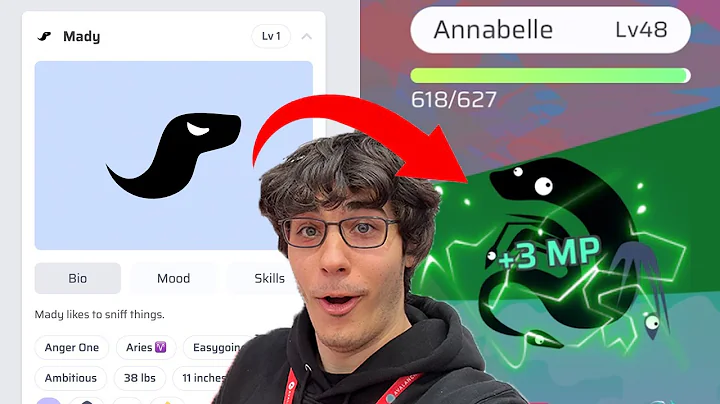 Mady
Lv 1
Bio
Mood
Skills
Mady likes to sniff things.
Anger One
Aries ♈
Ambitious
38 lbs
11 inches
Annabelle
Lv48
618/627
+3 MP